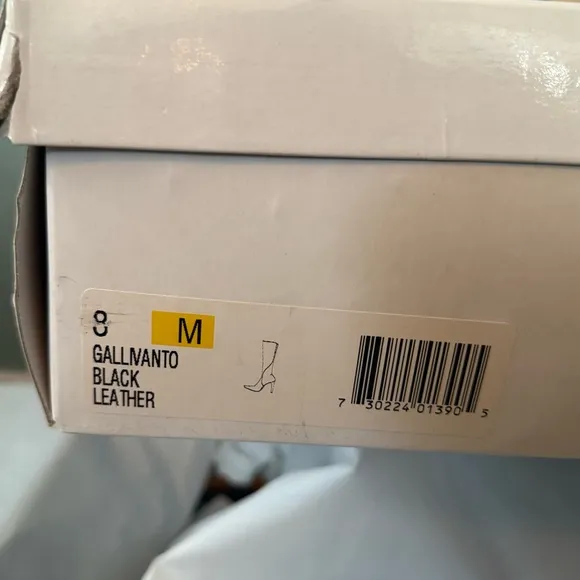 8 M
GALLIVANTO
BLACK
LEATHER
7 30224 01390 5